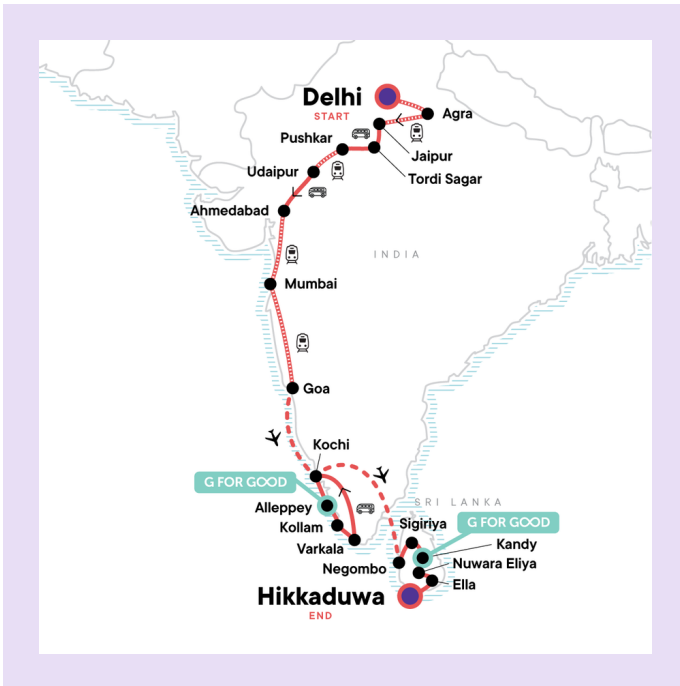 Delhi
START
Agra
Pushkar
Jaipur
Udaipur
Tordi Sagar
Ahmedabad
INDIA
Mumbai
Goa
Kochi
G FOR GOOD
Alleppey
SRI LANKA
Kollam
Sigiriya
G FOR GOOD
Varkala
Kandy
Negombo
Nuwara Eliya
Ella
Hikkaduwa
END